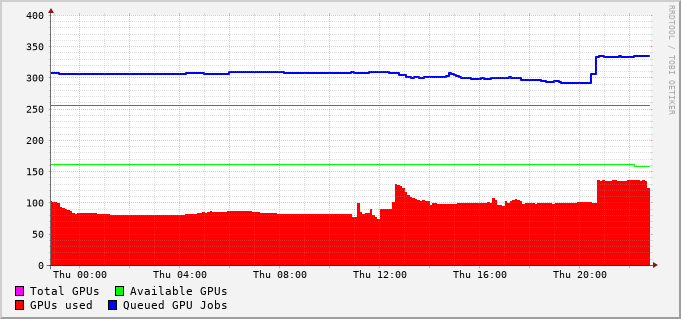 400
350
300
250
200
150
100
50
0
Thu 00:00 Thu 04:00 Thu 08:00 Thu 12:00 Thu 16:00 Thu 20:00
Total GPUs Available GPUs
GPUs used Queued GPU Jobs
RRDTOOL / TOBI OETIKER